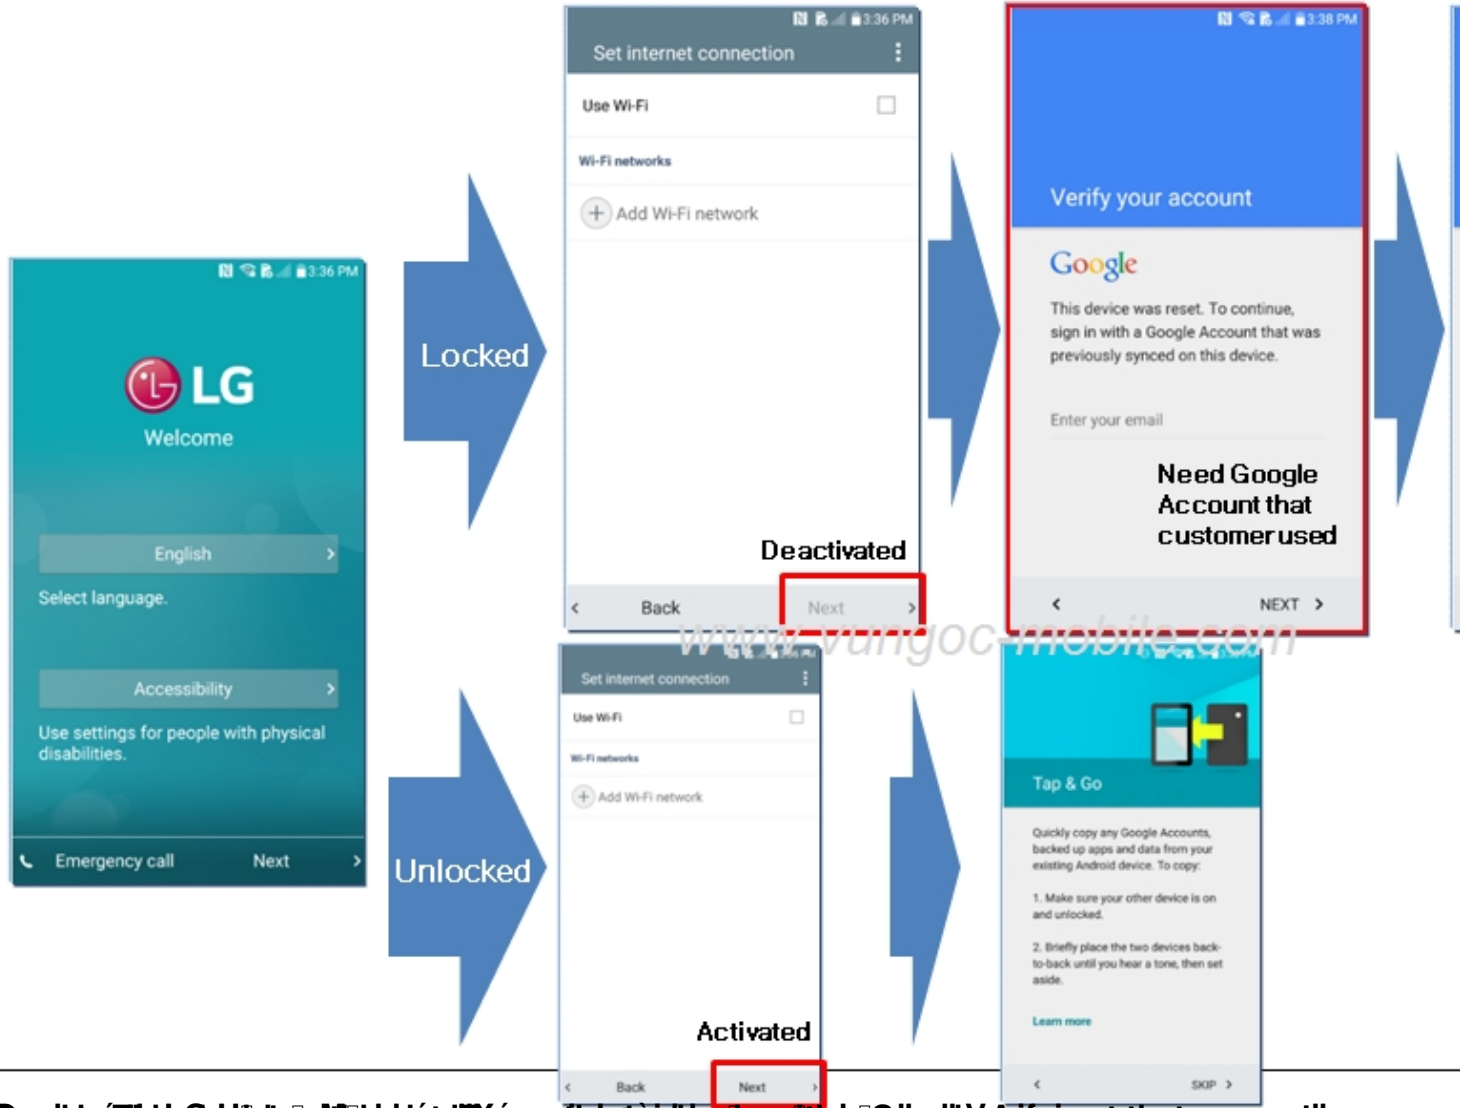 3:36 PM
LG
Welcome
English
Select language.
Accessibility
Use settings for people with physical
disabilities.
Emergency call
Next
Locked
3:36 PM
Set internet connection
Use Wi-Fi
Wi-Fi networks
Add Wi-Fi network
Deactivated
Back
Next
3:38 PM
Verify your account
Google
This device was reset. To continue,
sign in with a Google Account that was
previously synced on this device.
Enter your email
Need Google
Account that
customer used
NEXT
www.vungoc-mobile.com
Unlocked
Set internet connection
Use Wi-Fi
Wi-Fi networks
Add Wi-Fi network
Activated
Back
Next
Tap & Go
Quickly copy any Google Accounts,
backed up apps and data from your
existing Android device. To copy:
1. Make sure your other device is on
and unlocked.
2. Briefly place the two devices back-
to-back until you hear a tone, then set
aside.
Learn more
SKIP